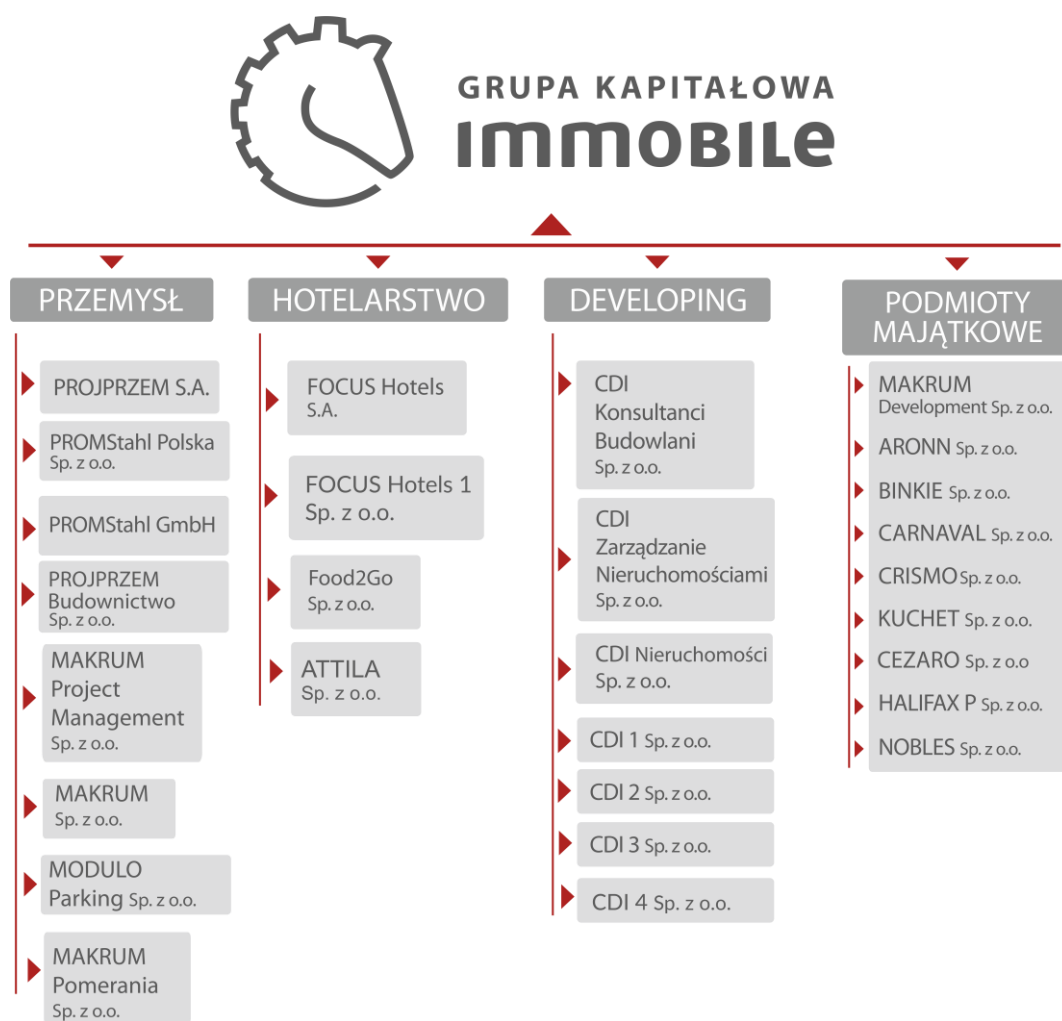 GRUPA KAPITAŁOWA
IMMOBILe
PRZEMYSŁ
PROJPRZEM S.A.
PROMStahl Polska
Sp. z o.o.
PROMStahl GmbH
PROJPRZEM
Budownictwo
Sp. z o.o.
MAKRUM
Project
Management
Sp. z o.o.
MAKRUM
Sp. z o.o.
MODULO
Parking Sp. z o.o.
MAKRUM
Pomerania
Sp. z o.o.
HOTELARSTWO
FOCUS Hotels
S.A.
FOCUS Hotels 1
Sp. z o.o.
Food2Go
Sp. z o.o.
ATTILA
Sp. z o.o.
DEVELOPING
CDI
Konsultanci
Budowlani
Sp. z o.o.
CDI
Zarządzanie
Nieruchomościami
Sp. z o.o.
CDI Nieruchomości
Sp. z o.o.
CDI 1 Sp. z o.o.
CDI 2 Sp. z o.o.
CDI 3 Sp. z o.o.
CDI 4 Sp. z o.o.
PODMIOTY
MAJĄTKOWE
MAKRUM
Development Sp. z o.o.
ARONN Sp. z o.o.
BINKIE Sp. z o.o.
CARNAVAL Sp. z o.o.
CRISMO Sp. z o.o.
KUCHET Sp. z o.o.
CEZARO Sp. z o.o
HALIFAX P Sp. z o.o.
NOBLES Sp. z o.o.